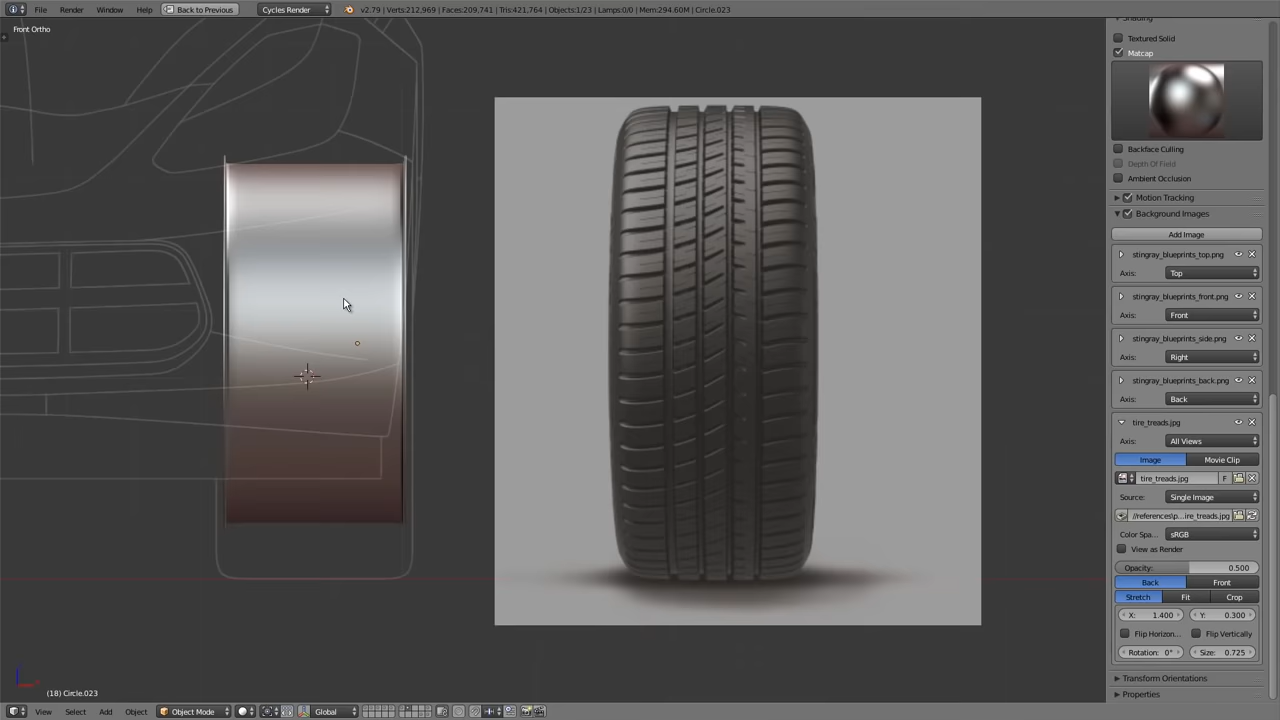 File Render Window Help Back to Previous Cycles Render v2.79 | Verts:212,969 | Faces:209,741 | Tris:421,764 | Objects:1/23 | Lamps:0/0 | Mem:294.60M | Circle.023
Front Ortho
Shading
Textured Solid
Matcap
Backface Culling
Depth Of Field
Ambient Occlusion
Motion Tracking
Background Images
Add Image
stingray_blueprints_top.png
Axis: Top
stingray_blueprints_front.png
Axis: Front
stingray_blueprints_side.png
Axis: Right
stingray_blueprints_back.png
Axis: Back
tire_treads.jpg
Axis: All Views
Image Movie Clip
tire_treads.jpg F
Source: Single Image
//references\p...ire_treads.jpg
Color Spa... sRGB
View as Render
Opacity: 0.500
Back Front
Stretch Fit Crop
X: 1.400 Y: 0.300
Flip Horizon... Flip Vertically
Rotation: 0° Size: 0.725
Transform Orientations
Properties
(18) Circle.023
View Select Add Object Object Mode Global